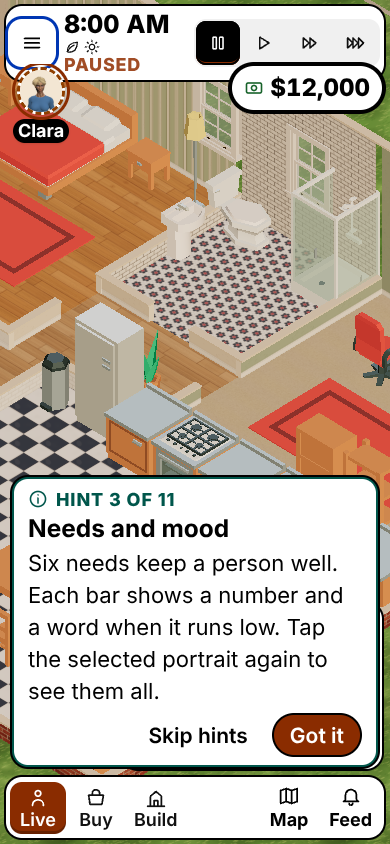 8:00 AM
PAUSED
$12,000
Clara
HINT 3 OF 11
Needs and mood
Six needs keep a person well.
Each bar shows a number and
a word when it runs low. Tap
the selected portrait again to
see them all.
Skip hints
Got it
Live
Buy
Build
Map
Feed